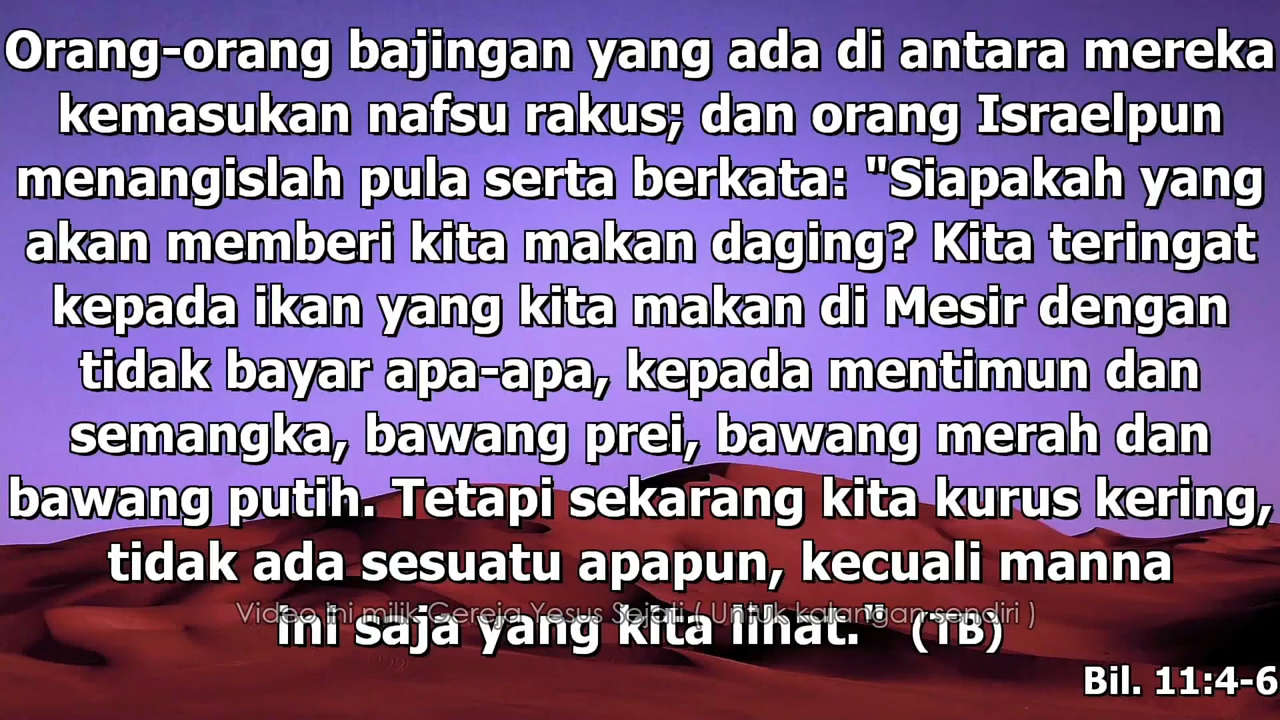 Orang-orang bajingan yang ada di antara mereka
kemasukan nafsu rakus; dan orang Israelpun
menangislah pula serta berkata: "Siapakah yang
akan memberi kita makan daging? Kita teringat
kepada ikan yang kita makan di Mesir dengan
tidak bayar apa-apa, kepada mentimun dan
semangka, bawang prei, bawang merah dan
bawang putih. Tetapi sekarang kita kurus kering,
tidak ada sesuatu apapun, kecuali manna
Video ini milik Gereja Yesus Sejati ( Untuk kalangan sendiri )
ini saja yang kita lihat." (TB)
Bil. 11:4-6